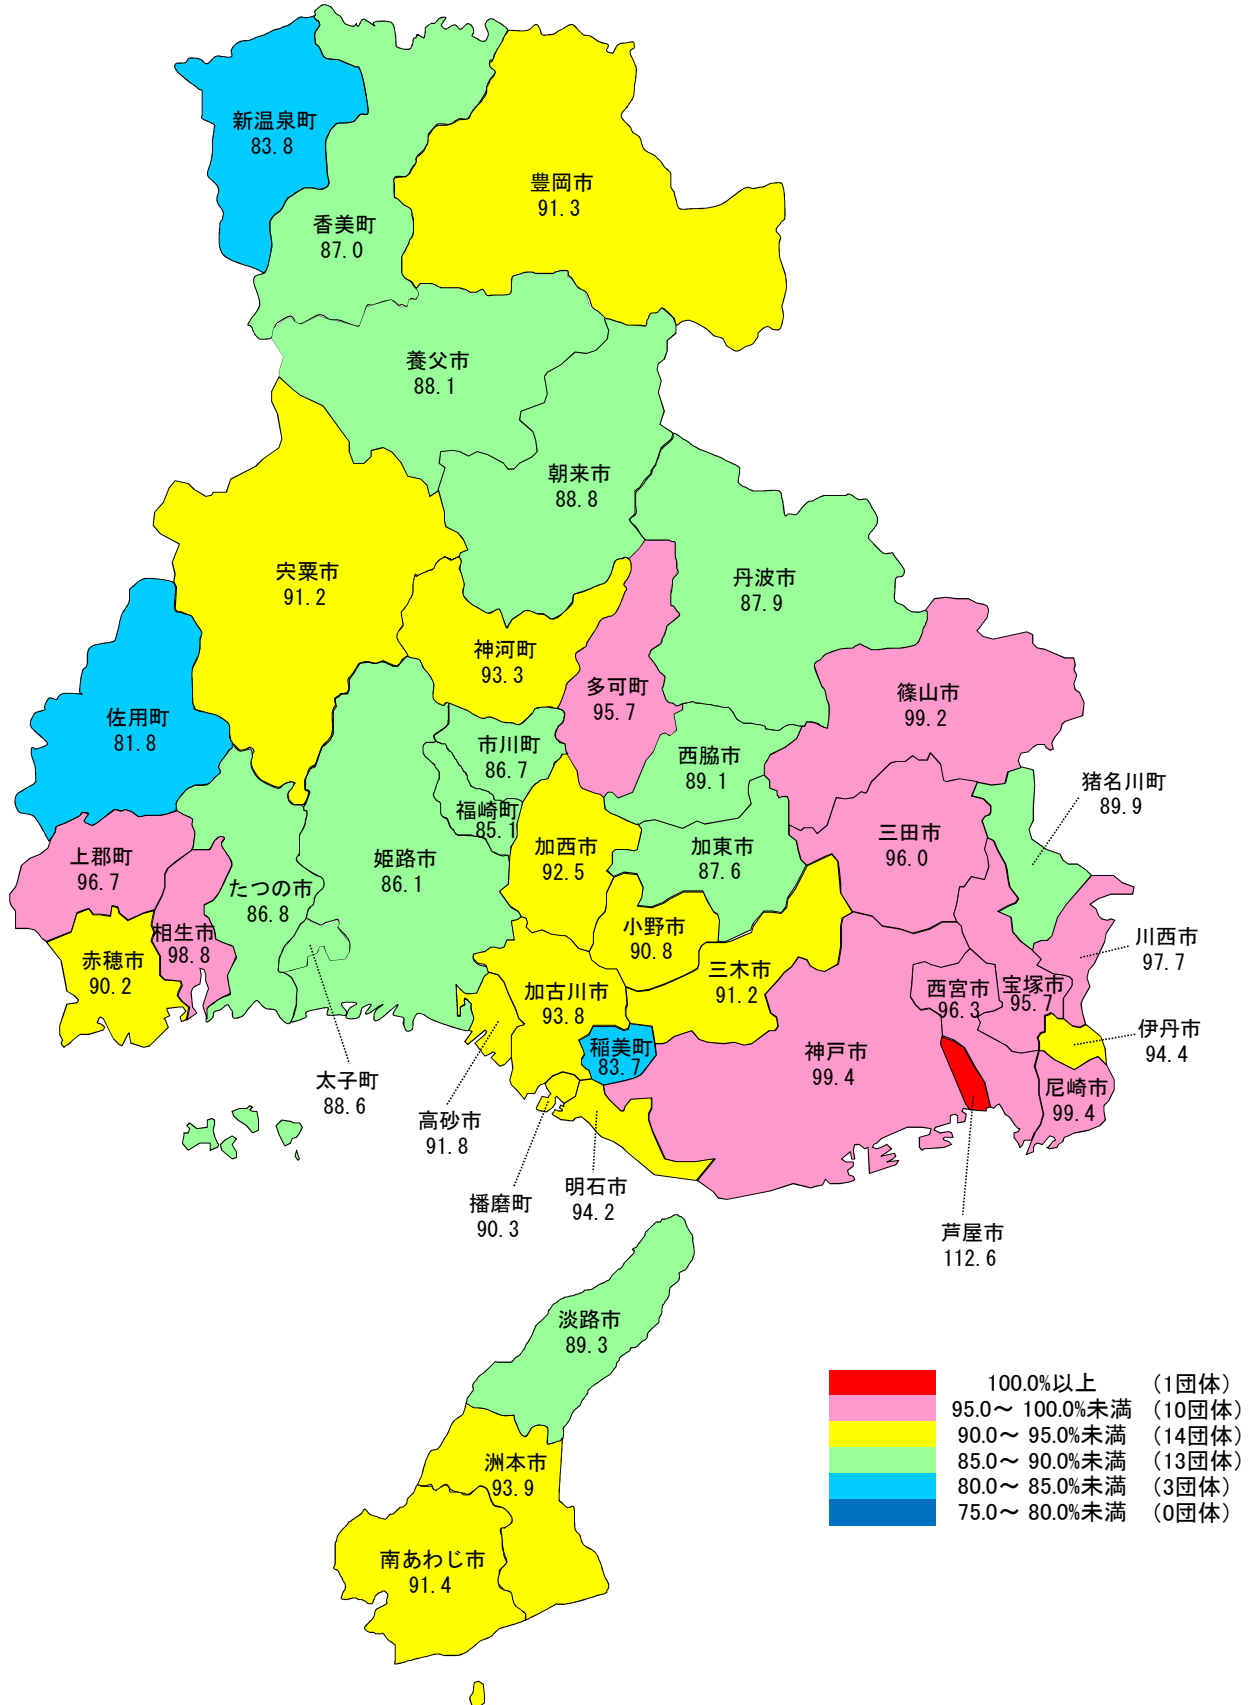 新温泉町
83.8
豊岡市
91.3
香美町
87.0
養父市
88.1
朝来市
88.8
宍粟市
91.2
丹波市
87.9
神河町
93.3
多可町
95.7
篠山市
99.2
佐用町
81.8
市川町
86.7
西脇市
89.1
猪名川町
89.9
福崎町
85.1
加西市
92.5
加東市
87.6
三田市
96.0
上郡町
96.7
たつの市
86.8
姫路市
86.1
相生市
98.8
赤穂市
90.2
小野市
90.8
三木市
91.2
川西市
97.7
加古川市
93.8
西宮市
96.3
宝塚市
95.7
伊丹市
94.4
稲美町
83.7
神戸市
99.4
尼崎市
99.4
太子町
88.6
高砂市
91.8
播磨町
90.3
明石市
94.2
芦屋市
112.6
淡路市
89.3
洲本市
93.9
南あわじ市
91.4
100.0%以上 (1団体)
95.0～ 100.0%未満 (10団体)
90.0～ 95.0%未満 (14団体)
85.0～ 90.0%未満 (13団体)
80.0～ 85.0%未満 (3団体)
75.0～ 80.0%未満 (0団体)